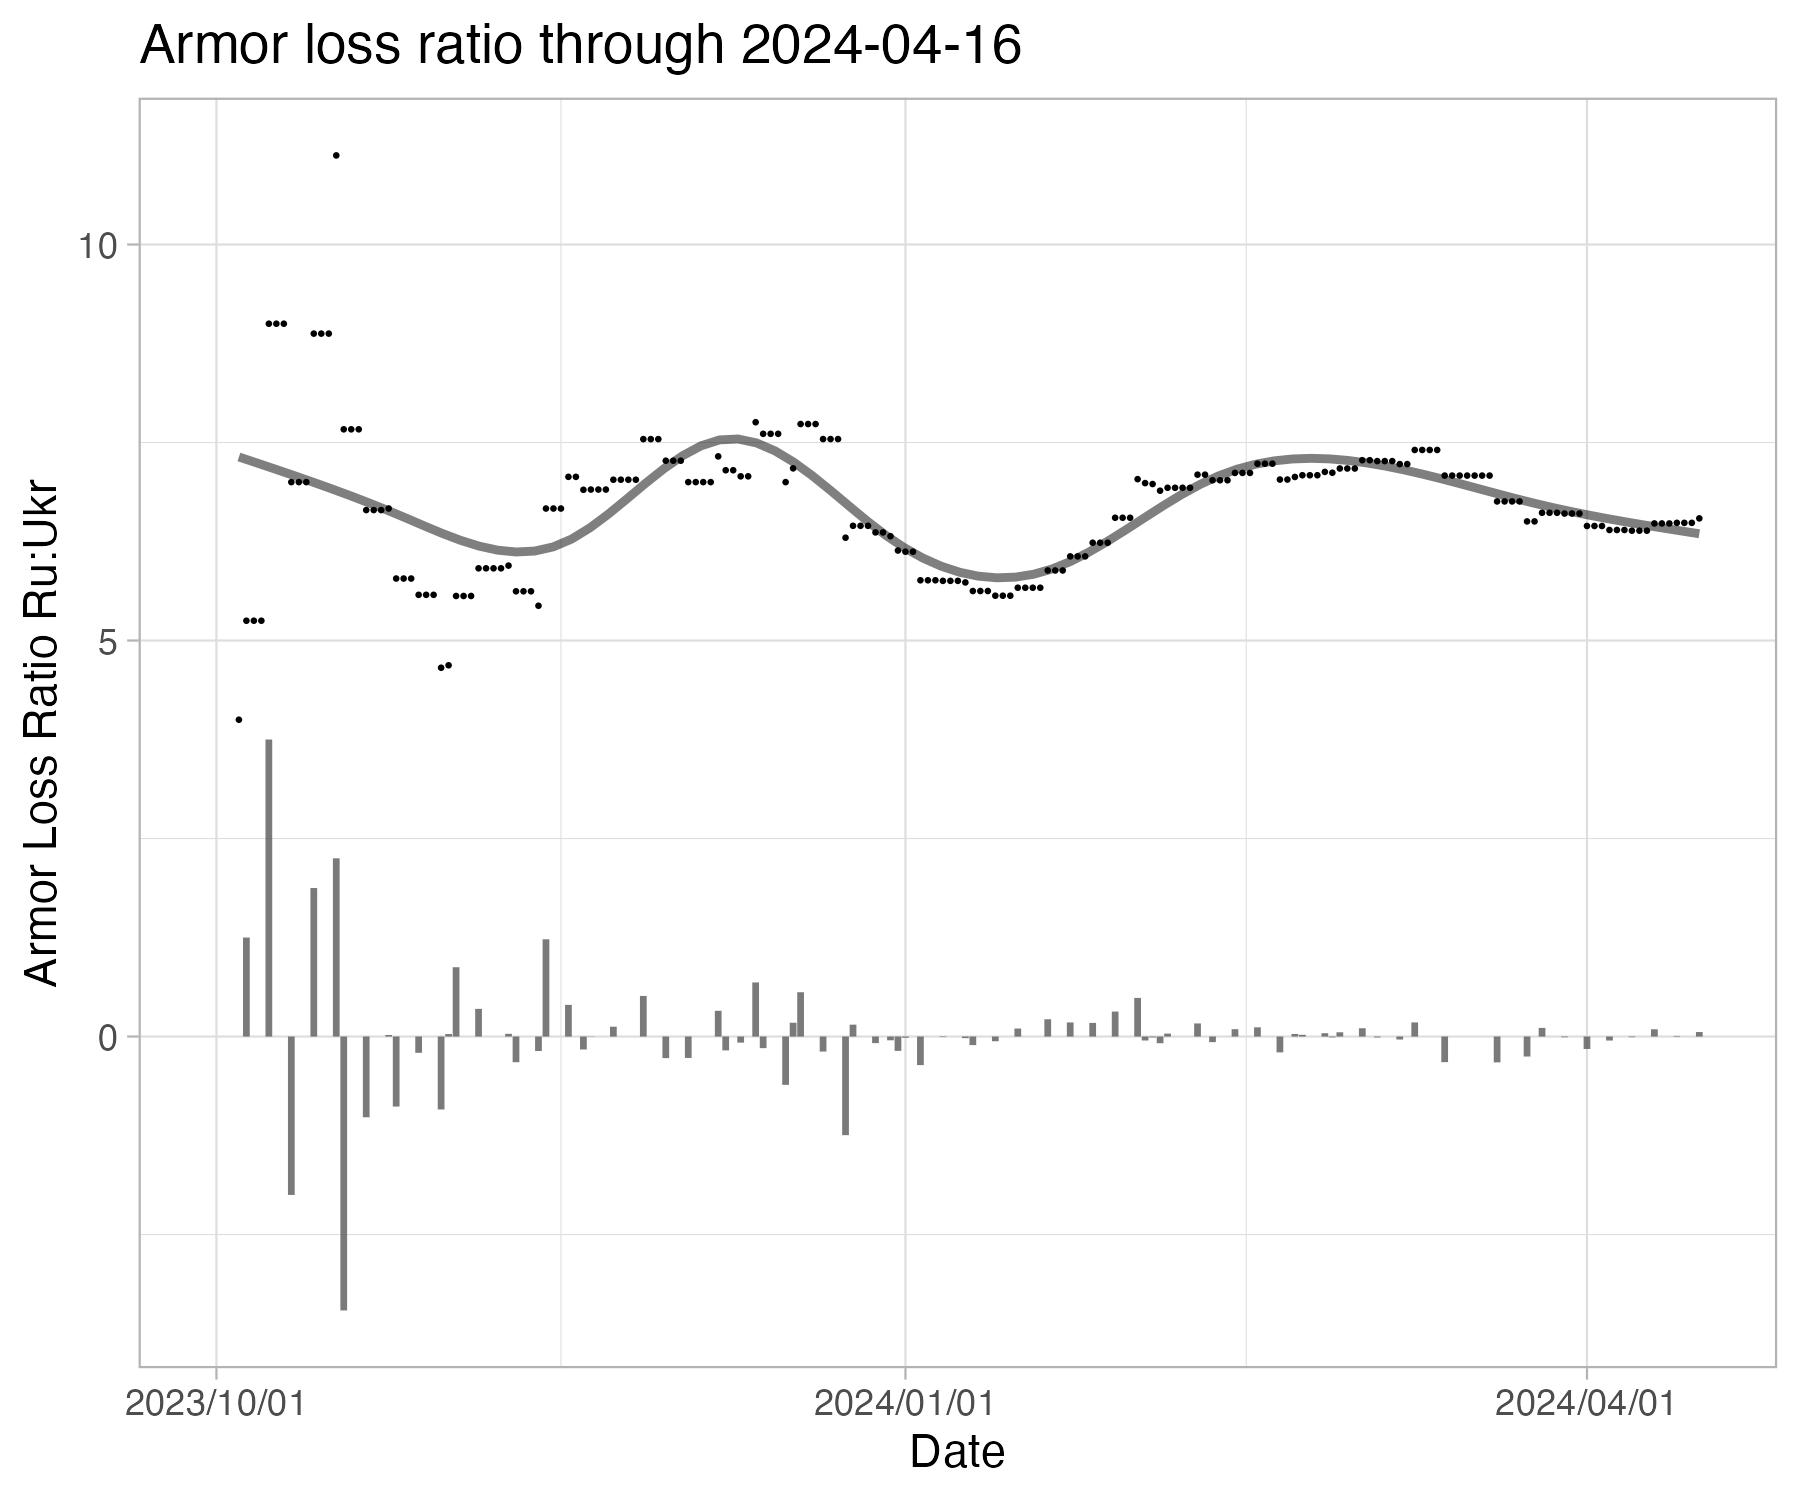 Armor loss ratio through 2024-04-16
Armor Loss Ratio Ru:Ukr
10
5
0
2023/10/01
2024/01/01
2024/04/01
Date